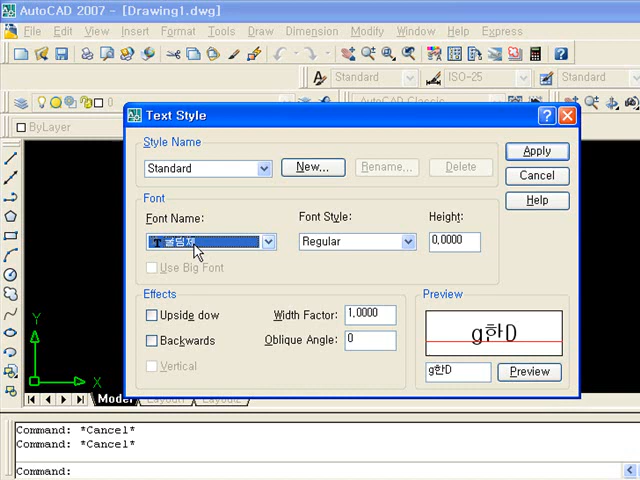 AutoCAD 2007 - [Drawing1.dwg]
File Edit View Insert Format Tools Draw Dimension Modify Window Help Express
Standard ISO-25 Standard
AutoCAD Classic
ByLayer
Text Style
Style Name
Standard New... Rename... Delete
Apply
Cancel
Help
Font
Font Name: Font Style: Height:
Regular 0.0000
Use Big Font
Effects
Upside dow
Backwards
Vertical
Width Factor: 1.0000
Oblique Angle: 0
Preview
g한D
g한D Preview
Y
X
Model Layout1 Layout2
Command: *Cancel*
Command: *Cancel*
Command: